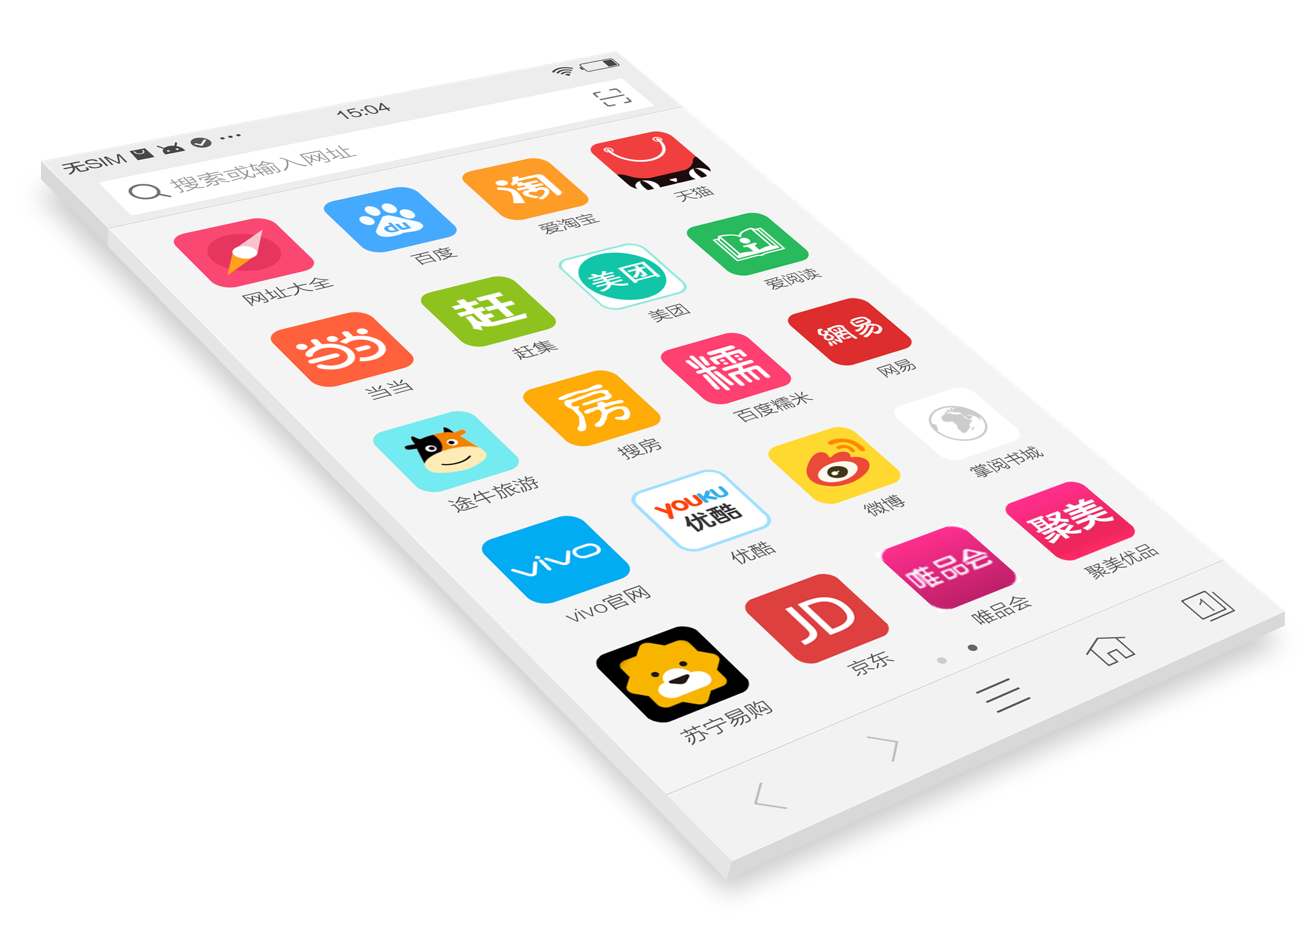 无SIM ... 15:04
搜索或输入网址
du
网址大全
百度
爱淘宝
天猫
淘
当当
赶
美团
当当
赶集
美团
爱阅读
房
糯
網易
途牛旅游
搜房
百度糯米
网易
vivo
YOUKU
优酷
vivo官网
优酷
微博
掌阅书城
JD
唯品会
聚美
苏宁易购
京东
唯品会
聚美优品
1